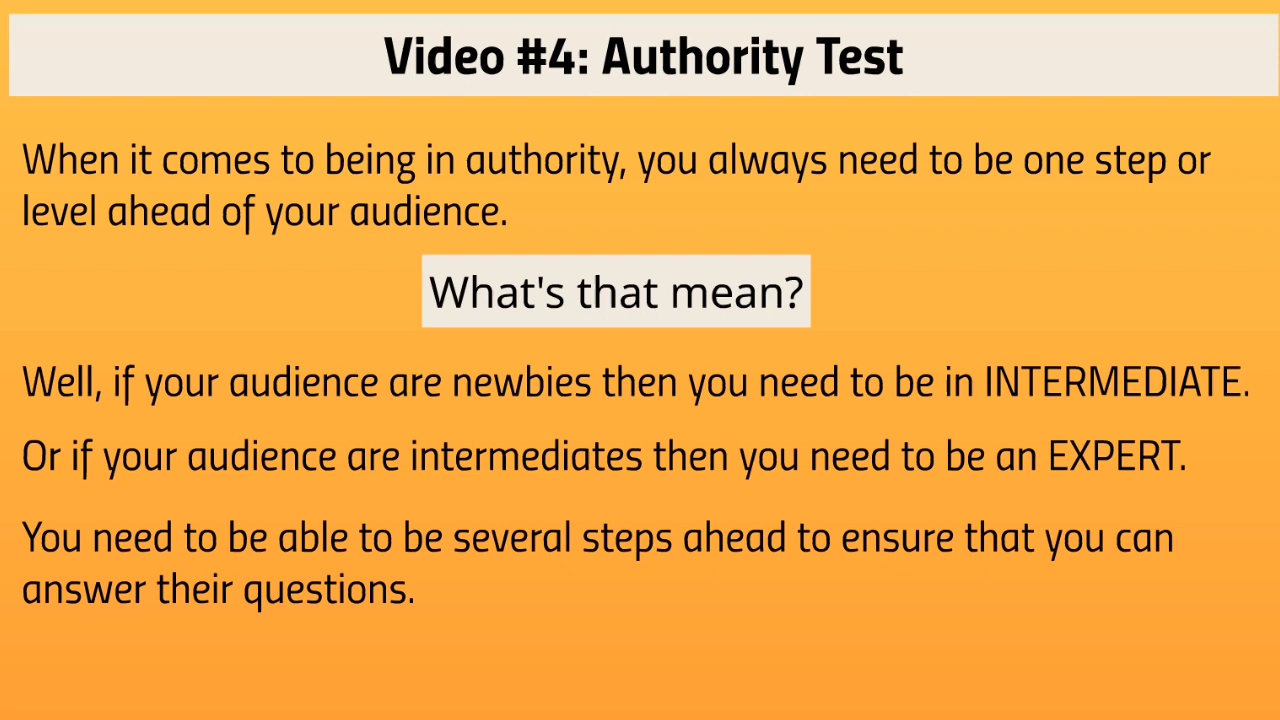 Video #4: Authority Test
When it comes to being in authority, you always need to be one step or
level ahead of your audience.
What's that mean?
Well, if your audience are newbies then you need to be in INTERMEDIATE.
Or if your audience are intermediates then you need to be an EXPERT.
You need to be able to be several steps ahead to ensure that you can
answer their questions.